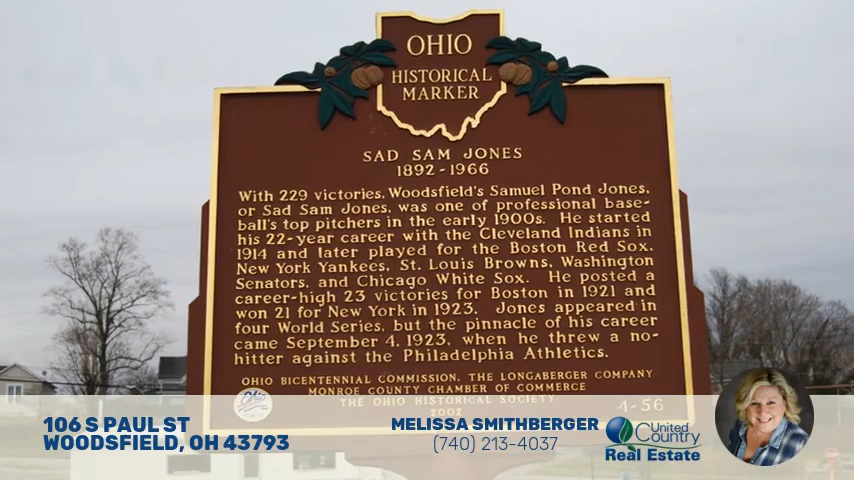 OHIO
HISTORICAL
MARKER
SAD SAM JONES
1892-1966
With 229 victories, Woodsfield's Samuel Pond Jones,
or Sad Sam Jones, was one of professional base-
ball's top pitchers in the early 1900s. He started
his 22-year career with the Cleveland Indians in
1914 and later played for the Boston Red Sox,
New York Yankees, St. Louis Browns, Washington
Senators, and Chicago White Sox. He posted a
career-high 23 victories for Boston in 1921 and
won 21 for New York in 1923. Jones appeared in
four World Series, but the pinnacle of his career
came September 4, 1923, when he threw a no-
hitter against the Philadelphia Athletics.
OHIO BICENTENNIAL COMMISSION, THE LONGABERGER COMPANY
MONROE COUNTY CHAMBER OF COMMERCE
THE OHIO HISTORICAL SOCIETY
2002
4-56
106 S PAUL ST
WOODSFIELD, OH 43793
MELISSA SMITHBERGER
(740) 213-4037
United
Country
Real Estate